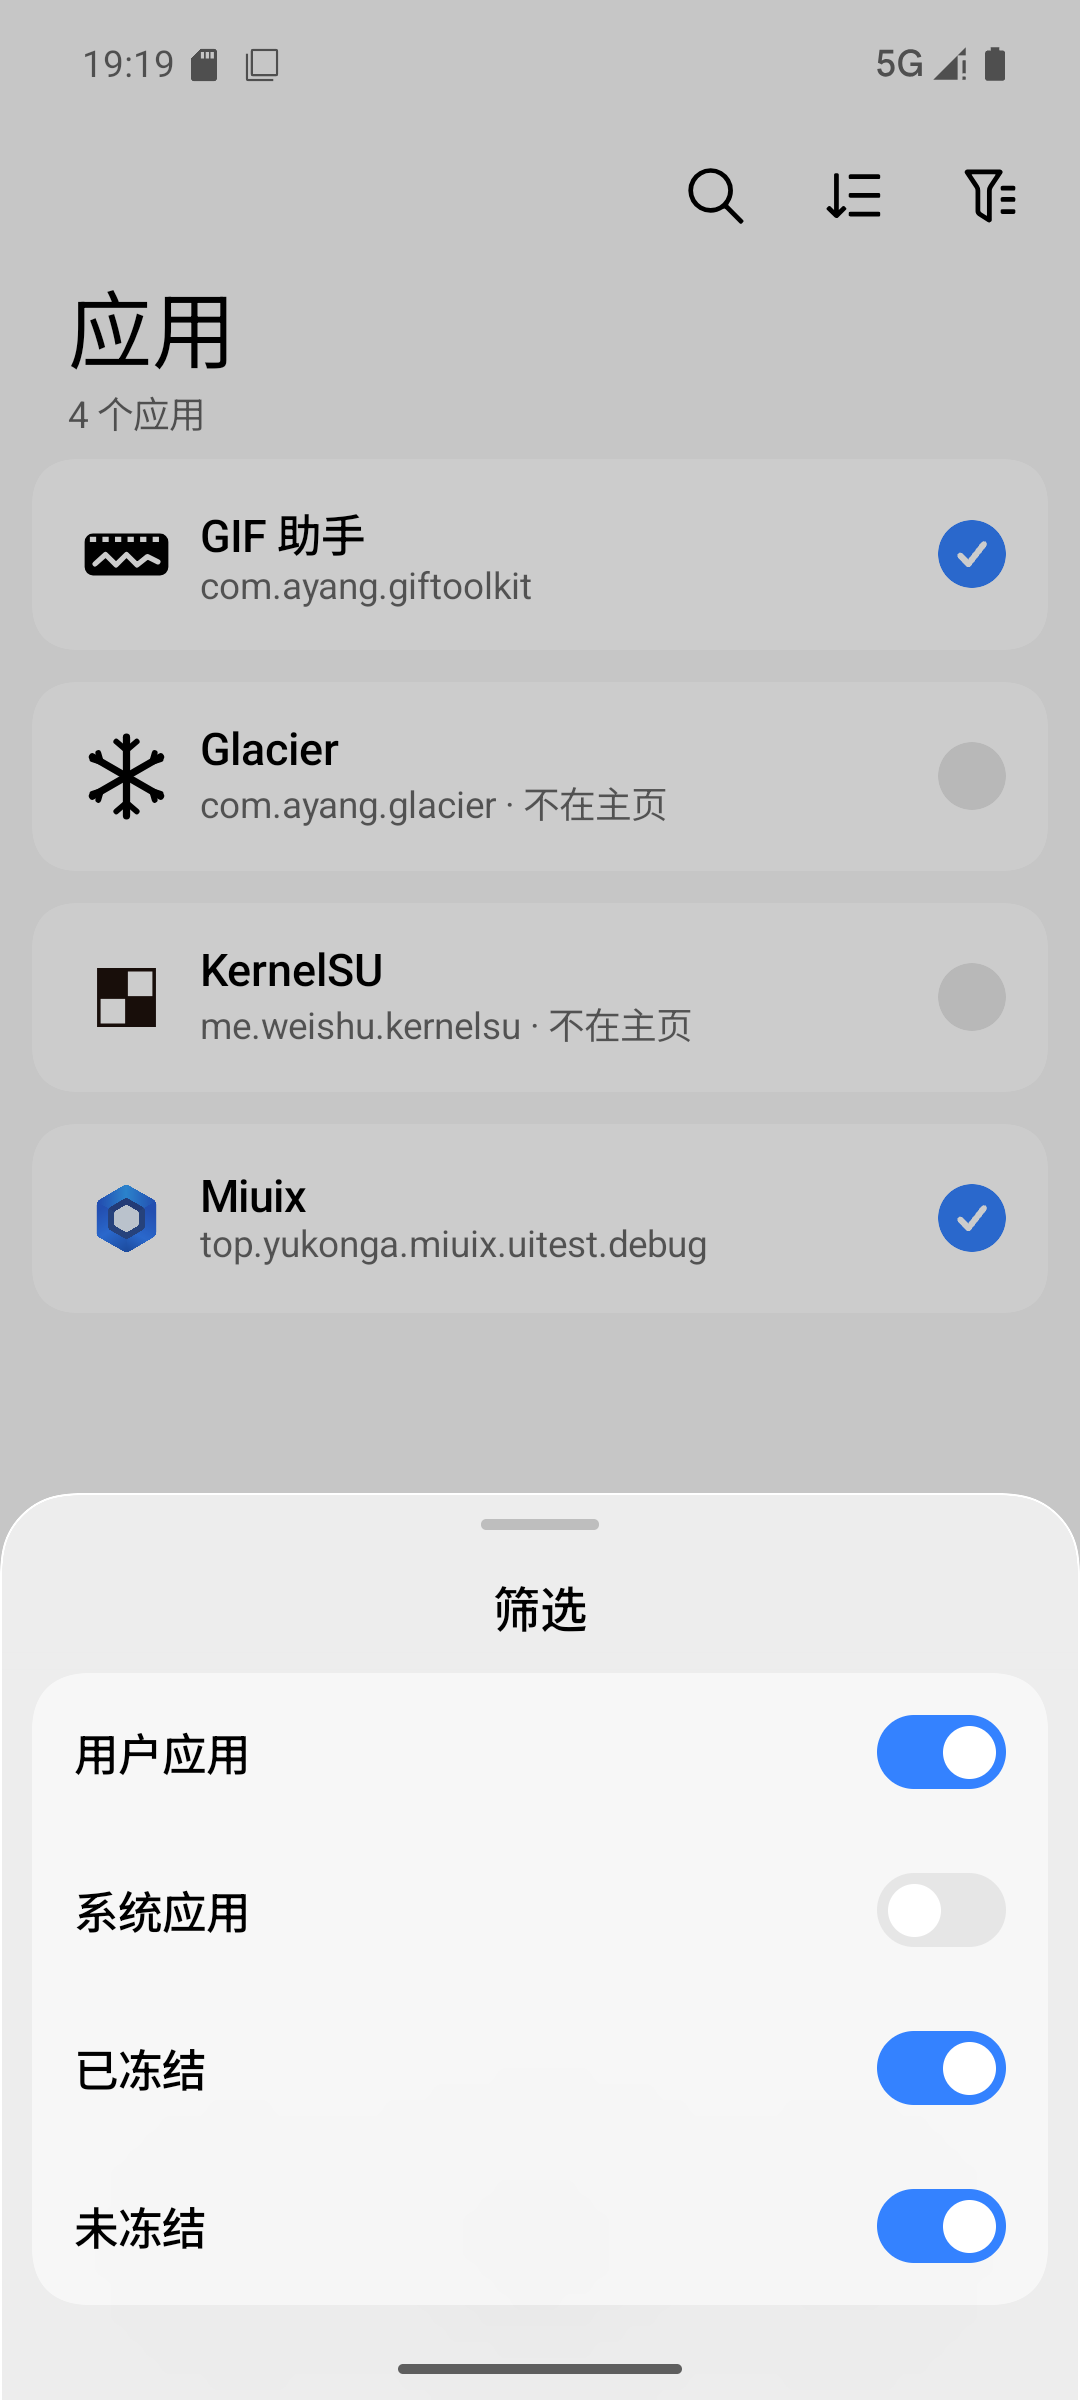 19:19
5G
应用
4 个应用
GIF 助手
com.ayang.giftoolkit
Glacier
com.ayang.glacier · 不在主页
KernelSU
me.weishu.kernelsu · 不在主页
Miuix
top.yukonga.miuix.uitest.debug
筛选
用户应用
系统应用
已冻结
未冻结